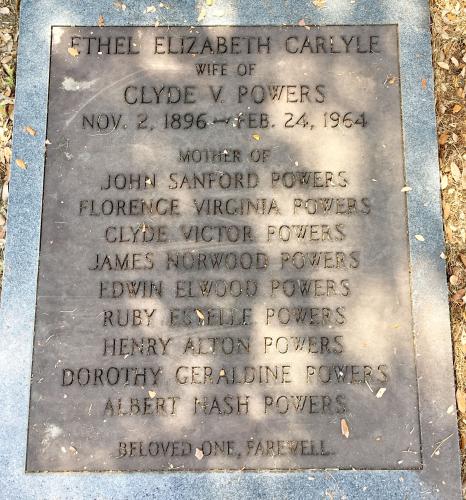 ETHEL ELIZABETH CARLYLE
WIFE OF
CLYDE V. POWERS
NOV. 2, 1896 — FEB. 24, 1964
MOTHER OF
JOHN SANFORD POWERS
FLORENCE VIRGINIA POWERS
CLYDE VICTOR POWERS
JAMES NORWOOD POWERS
EDWIN ELWOOD POWERS
RUBY ESTELLE POWERS
HENRY ALTON POWERS
DOROTHY GERALDINE POWERS
ALBERT NASH POWERS
BELOVED ONE, FAREWELL.